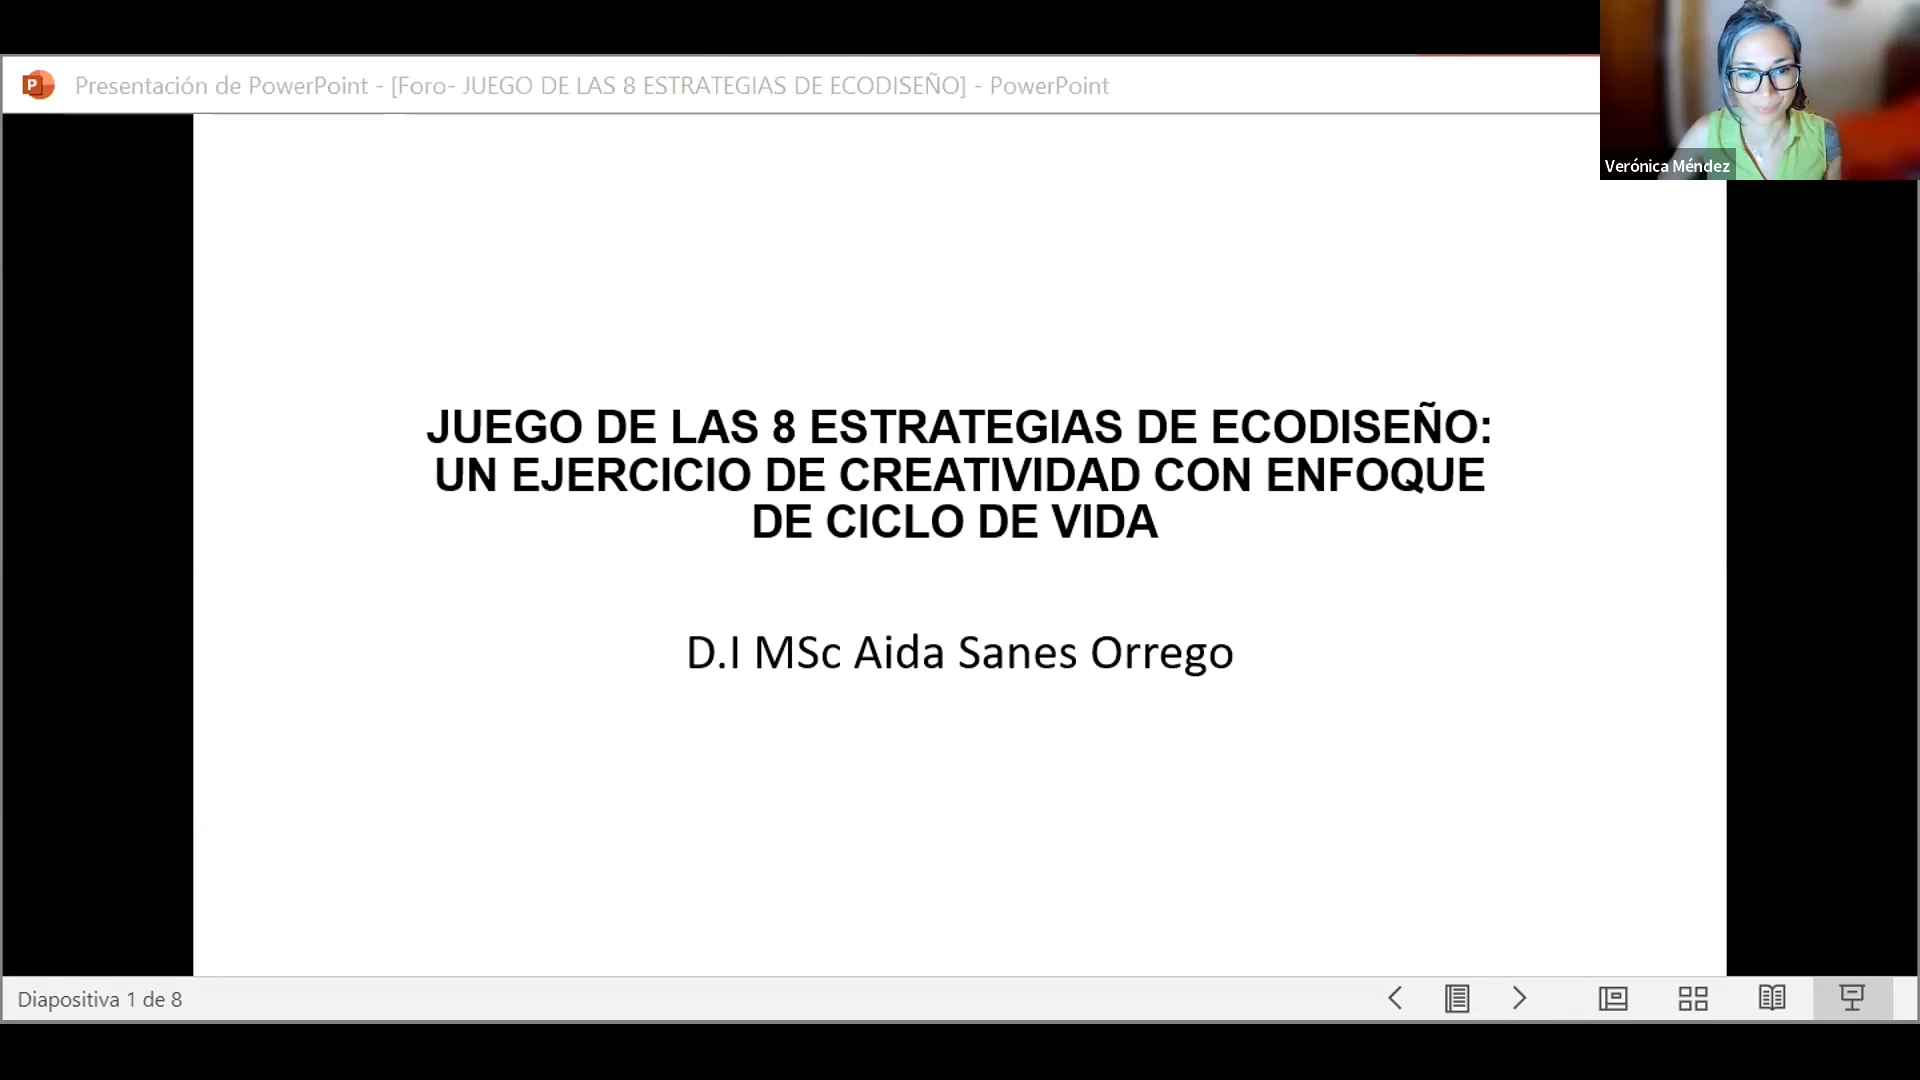 Presentación de PowerPoint - [Foro- JUEGO DE LAS 8 ESTRATEGIAS DE ECODISEÑO] - PowerPoint
Verónica Méndez
JUEGO DE LAS 8 ESTRATEGIAS DE ECODISEÑO:
UN EJERCICIO DE CREATIVIDAD CON ENFOQUE
DE CICLO DE VIDA
D.I MSc Aida Sanes Orrego
Diapositiva 1 de 8